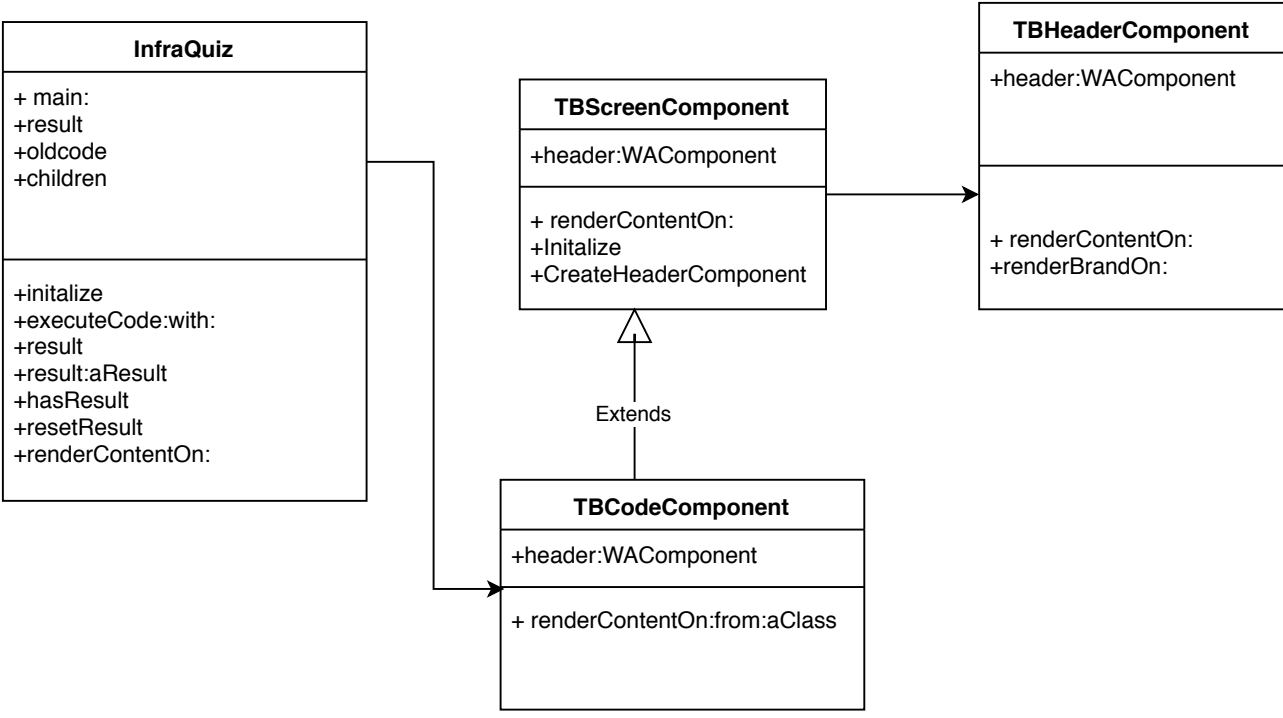 InfraQuiz
+ main:
+result
+oldcode
+children
+initalize
+executeCode:with:
+result
+result:aResult
+hasResult
+resetResult
+renderContentOn:
TBScreenComponent
+header:WAComponent
+ renderContentOn:
+Initalize
+CreateHeaderComponent
TBHeaderComponent
+header:WAComponent
+ renderContentOn:
+renderBrandOn:
Extends
TBCodeComponent
+header:WAComponent
+ renderContentOn:from:aClass